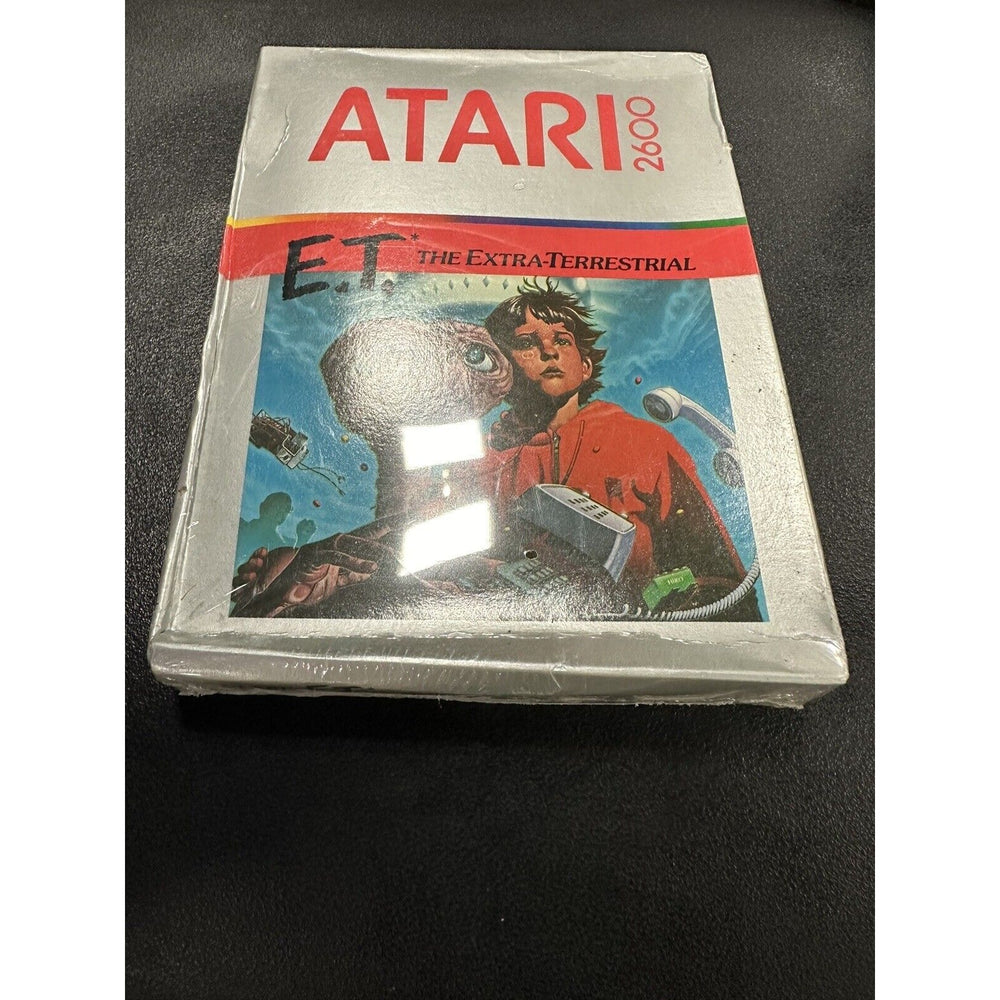 ATARI 2600
E.T.* THE EXTRA-TERRESTRIAL